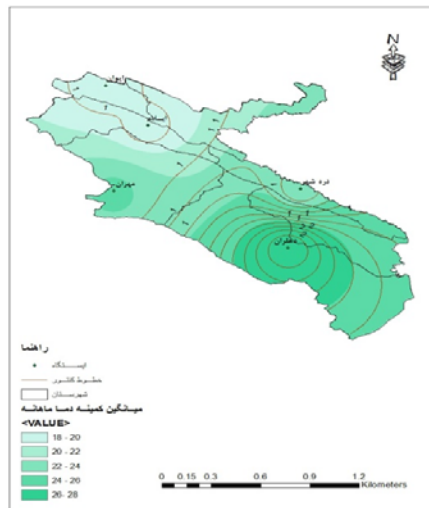 N
ایوان
ایلام
دره شهر
مهران
دهلران
راهنما
ایستگاه
خطوط کنتور
شهرستان
میانگین کمینه دما ماهانه
<VALUE>
18 - 20
20 - 22
22 - 24
24 - 26
26- 28
0 0.15 0.3 0.6 0.9 1.2
Kilometers